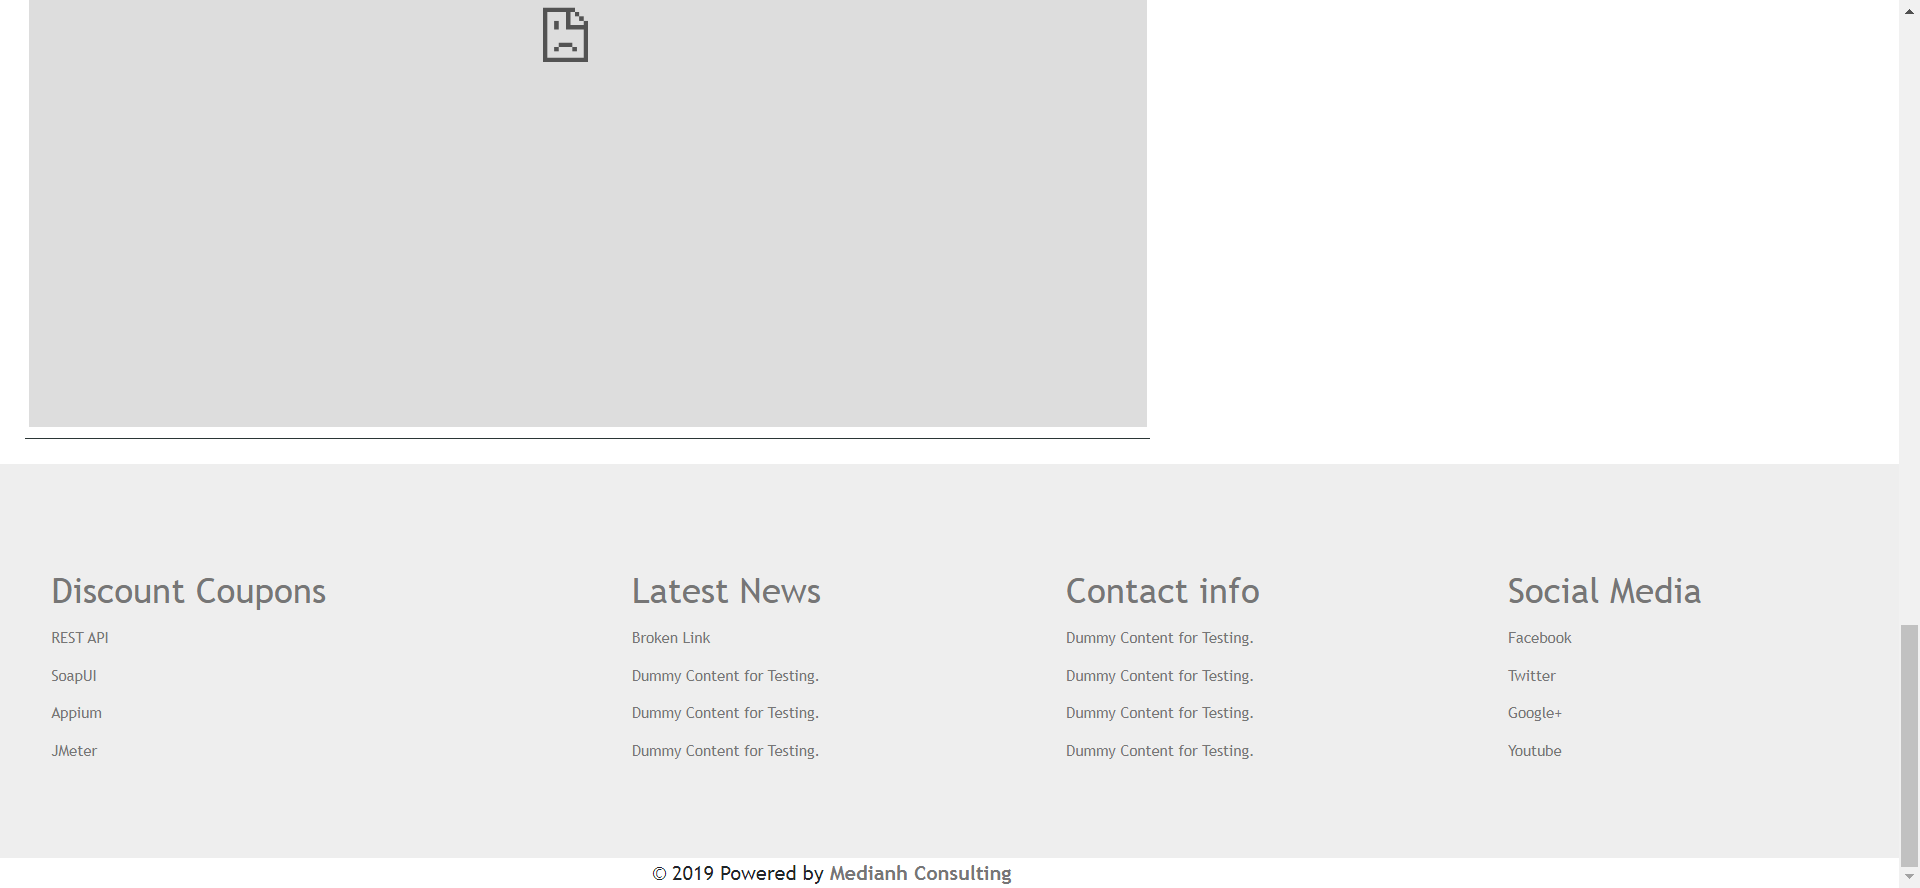 Discount Coupons
REST API
SoapUI
Appium
JMeter
Latest News
Broken Link
Dummy Content for Testing.
Dummy Content for Testing.
Dummy Content for Testing.
Contact info
Dummy Content for Testing.
Dummy Content for Testing.
Dummy Content for Testing.
Dummy Content for Testing.
Social Media
Facebook
Twitter
Google+
Youtube
© 2019 Powered by Medianh Consulting